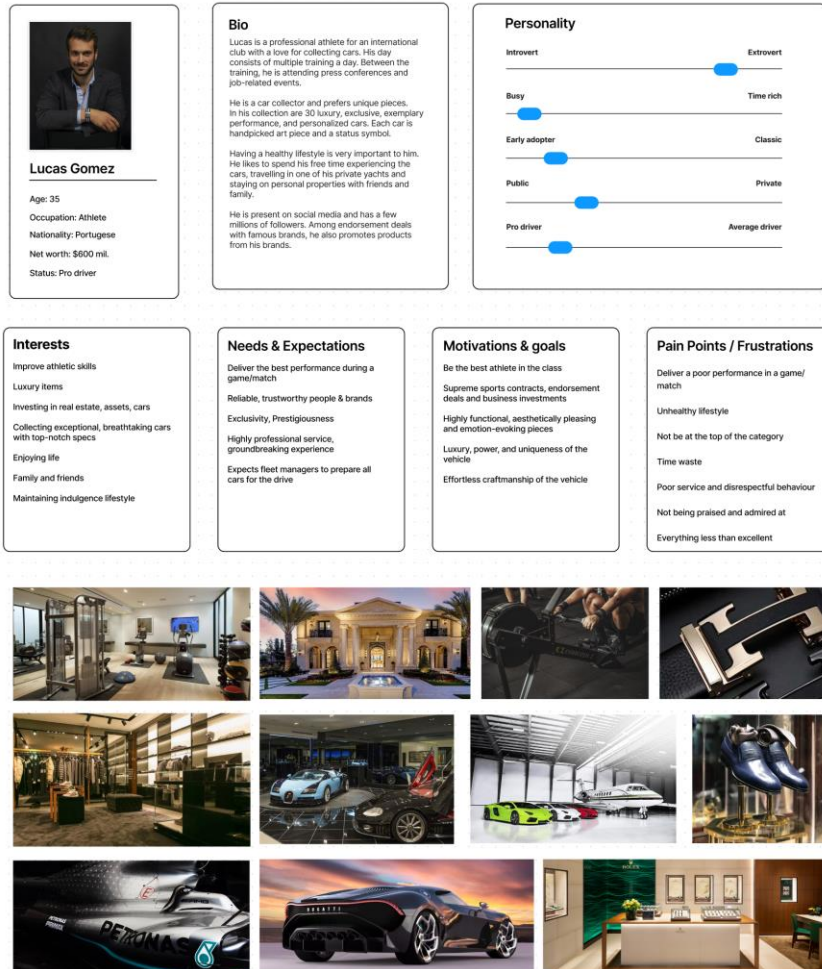 Lucas Gomez
Age: 35
Occupation: Athlete
Nationality: Portugese
Net worth: $600 mil.
Status: Pro driver
Bio
Lucas is a professional athlete for an international
club with a love for collecting cars. His day
consists of multiple training a day. Between the
training, he is attending press conferences and
job-related events.
He is a car collector and prefers unique pieces.
In his collection are 30 luxury, exclusive, exemplary
performance, and personalized cars. Each car is
handpicked art piece and a status symbol.
Having a healthy lifestyle is very important to him.
He likes to spend his free time experiencing the
cars, travelling in one of his private yachts and
staying on personal properties with friends and
family.
He is present on social media and has a few
millions of followers. Among endorsement deals
with famous brands, he also promotes products
from his brands.
Personality
Introvert Extrovert
Busy Time rich
Early adopter Classic
Public Private
Pro driver Average driver
Interests
Improve athletic skills
Luxury items
Investing in real estate, assets, cars
Collecting exceptional, breathtaking cars
with top-notch specs
Enjoying life
Family and friends
Maintaining indulgence lifestyle
Needs & Expectations
Deliver the best performance during a
game/match
Reliable, trustworthy people & brands
Exclusivity, Prestigiousness
Highly professional service,
groundbreaking experience
Expects fleet managers to prepare all
cars for the drive
Motivations & goals
Be the best athlete in the class
Supreme sports contracts, endorsement
deals and business investments
Highly functional, aesthetically pleasing
and emotion-evoking pieces
Luxury, power, and uniqueness of the
vehicle
Effortless craftmanship of the vehicle
Pain Points / Frustrations
Deliver a poor performance in a game/
match
Unhealthy lifestyle
Not be at the top of the category
Time waste
Poor service and disrespectful behaviour
Not being praised and admired at
Everything less than excellent
PETRONAS
PETRONAS
BUGATTI
ROLEX